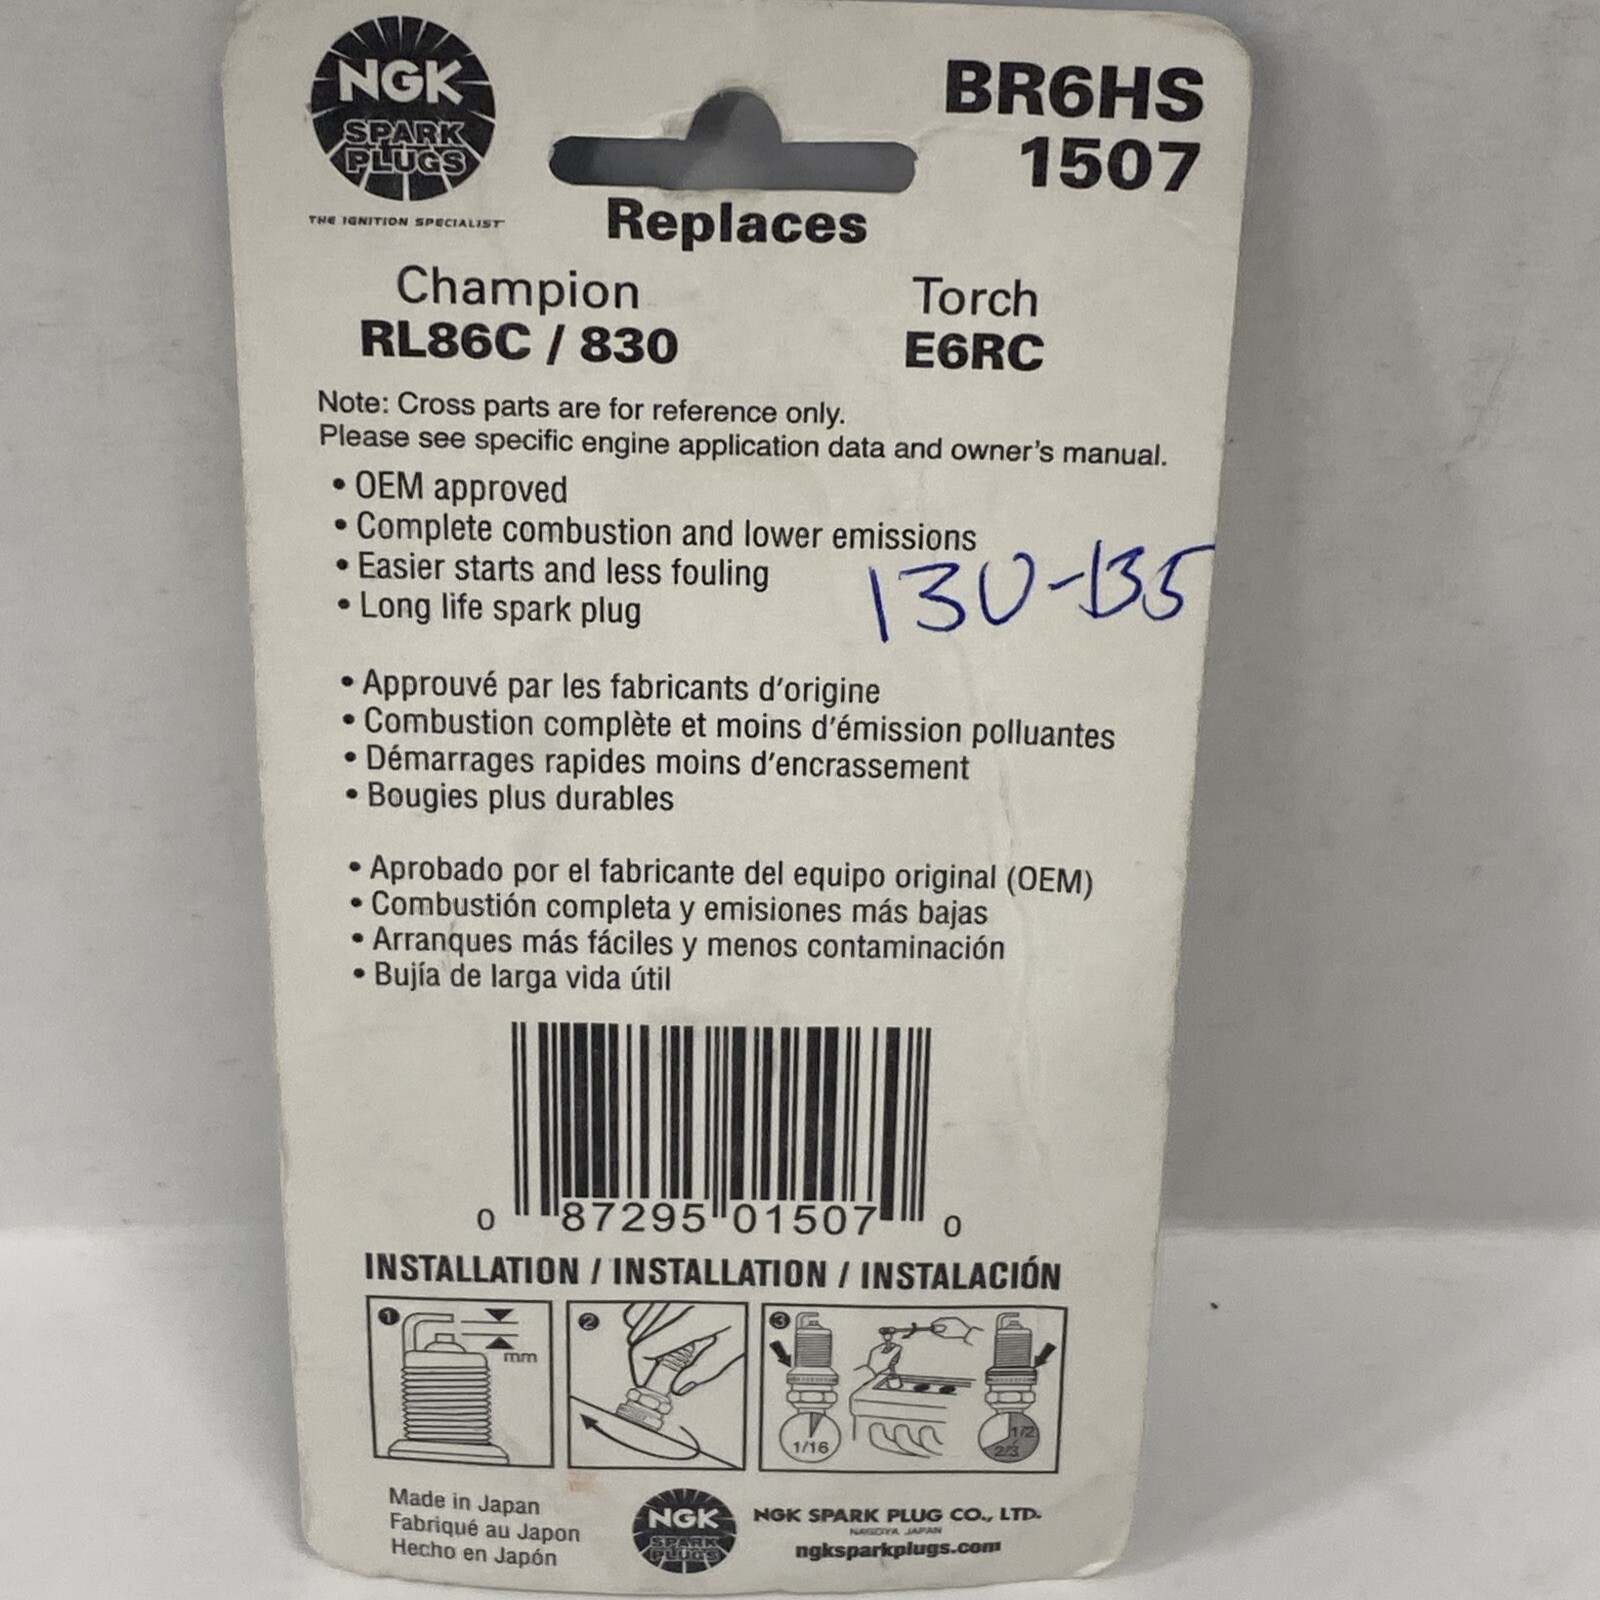 NGK
SPARK
PLUGS
THE IGNITION SPECIALIST
BR6HS
1507
Replaces
Champion
RL86C / 830
Torch
E6RC
Note: Cross parts are for reference only.
Please see specific engine application data and owner's manual.
• OEM approved
• Complete combustion and lower emissions
• Easier starts and less fouling
• Long life spark plug
130-B5
• Approuvé par les fabricants d'origine
• Combustion complète et moins d'émission polluantes
• Démarrages rapides moins d'encrassement
• Bougies plus durables
• Aprobado por el fabricante del equipo original (OEM)
• Combustión completa y emisiones más bajas
• Arranques más fáciles y menos contaminación
• Bujía de larga vida útil
0 87295 01507 0
INSTALLATION / INSTALLATION / INSTALACIÓN
1
mm
2
3
1/16
1/2
2/3
Made in Japan
Fabriqué au Japon
Hecho en Japón
NGK
SPARK
PLUGS
NGK SPARK PLUG CO., LTD.
NAGOYA JAPAN
ngksparkplugs.com